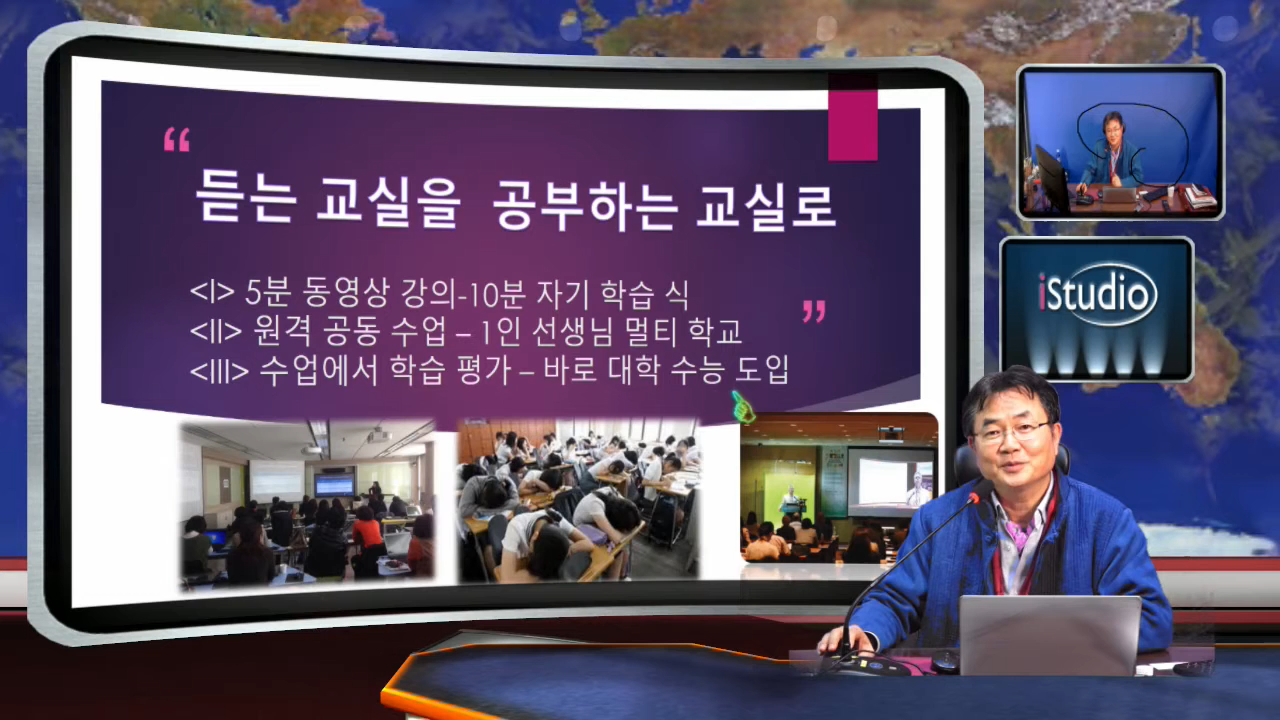 “
듣는 교실을 공부하는 교실로
<I> 5분 동영상 강의-10분 자기 학습 식
<II> 원격 공동 수업 – 1인 선생님 멀티 학교
<III> 수업에서 학습 평가 – 바로 대학 수능 도입
”
iStudio